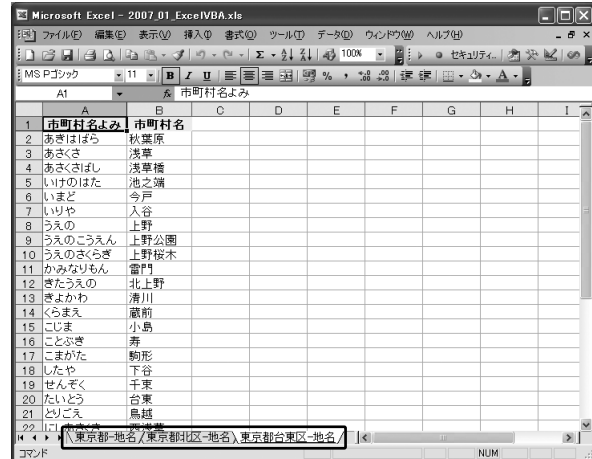 Microsoft Excel - 2007_01_ExcelVBA.xls
ファイル(F) 編集(E) 表示(V) 挿入(I) 書式(O) ツール(T) データ(D) ウィンドウ(W) ヘルプ(H)
100% セキュリティ...
MS Pゴシック 11 B I U
A1 fx 市町村名よみ
A B C D E F G H I
1 市町村名よみ 市町村名
2 あきはばら 秋葉原
3 あさくさ 浅草
4 あさくさばし 浅草橋
5 いけのはた 池之端
6 いまど 今戸
7 いりや 入谷
8 うえの 上野
9 うえのこうえん 上野公園
10 うえのさくらぎ 上野桜木
11 かみなりもん 雷門
12 きたうえの 北上野
13 きよかわ 清川
14 くらまえ 蔵前
15 こじま 小島
16 ことぶき 寿
17 こまがた 駒形
18 したや 下谷
19 せんぞく 千束
20 たいとう 台東
21 とりごえ 鳥越
22 にしあさくさ 西浅草
東京都-地名 東京都北区-地名 東京都台東区-地名
コマンド NUM